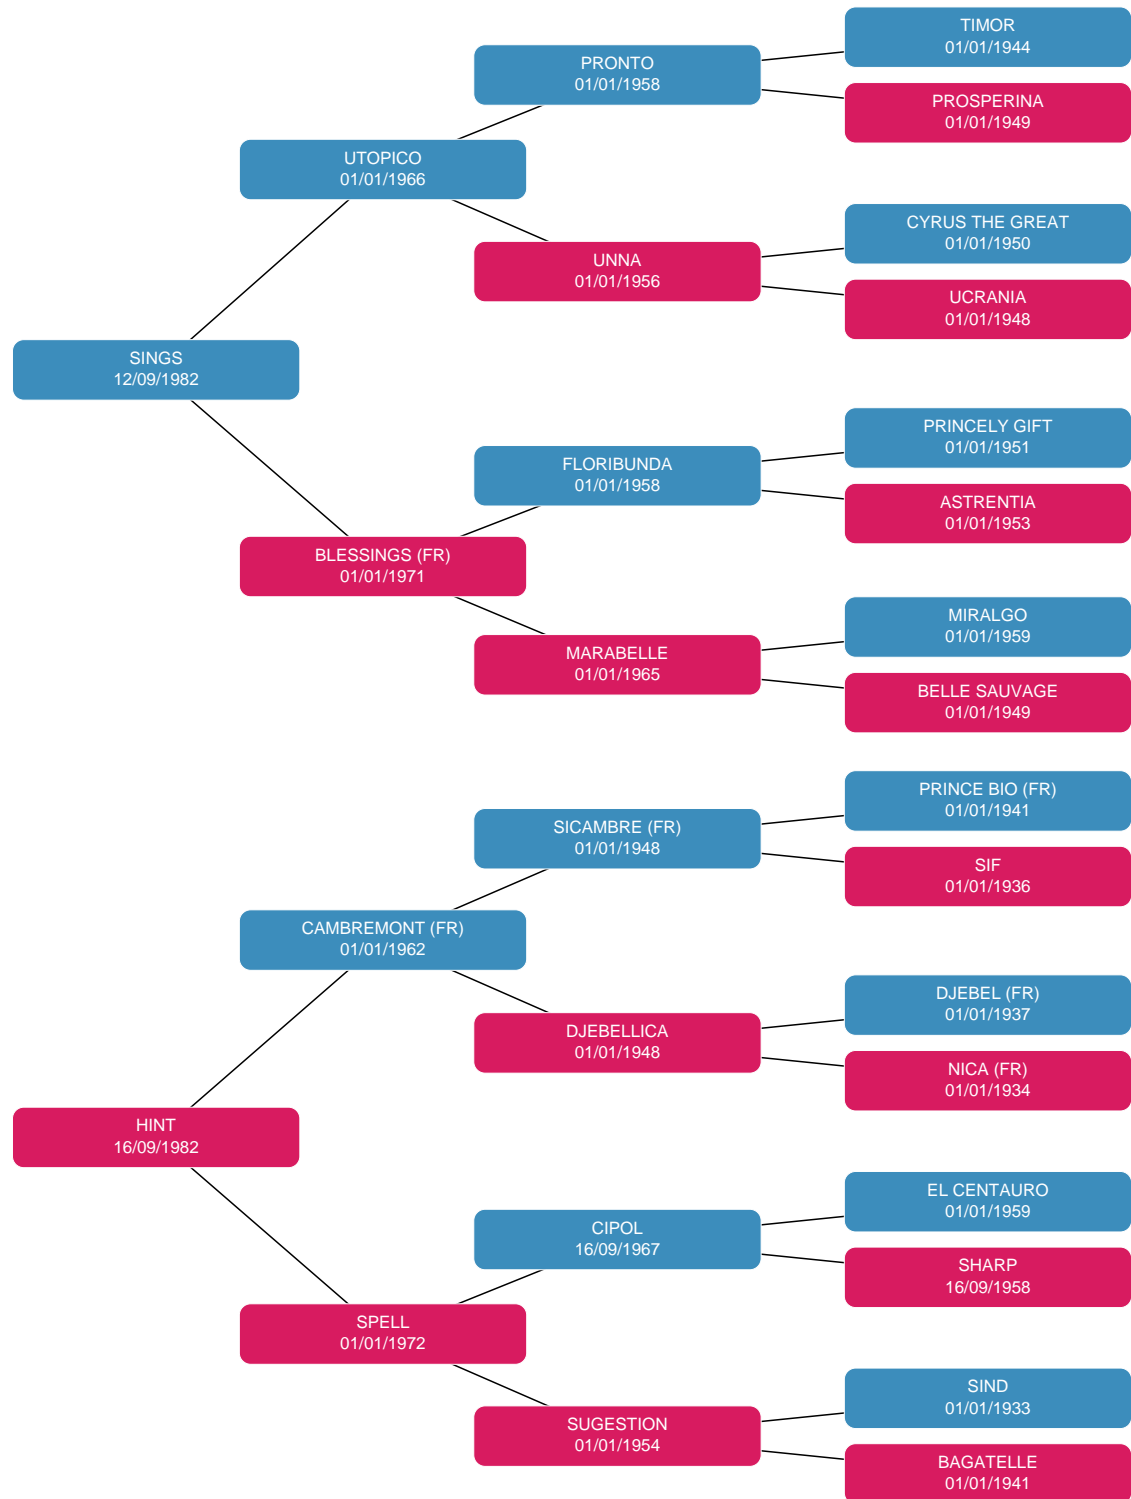 TIMOR
01/01/1944
PRONTO
01/01/1958
PROSPERINA
01/01/1949
UTOPICO
01/01/1966
CYRUS THE GREAT
01/01/1950
UNNA
01/01/1956
UCRANIA
01/01/1948
SINGS
12/09/1982
PRINCELY GIFT
01/01/1951
FLORIBUNDA
01/01/1958
ASTRENTIA
01/01/1953
BLESSINGS (FR)
01/01/1971
MIRALGO
01/01/1959
MARABELLE
01/01/1965
BELLE SAUVAGE
01/01/1949
PRINCE BIO (FR)
01/01/1941
SICAMBRE (FR)
01/01/1948
SIF
01/01/1936
CAMBREMONT (FR)
01/01/1962
DJEBEL (FR)
01/01/1937
DJEBELLICA
01/01/1948
NICA (FR)
01/01/1934
HINT
16/09/1982
EL CENTAURO
01/01/1959
CIPOL
16/09/1967
SHARP
16/09/1958
SPELL
01/01/1972
SIND
01/01/1933
SUGESTION
01/01/1954
BAGATELLE
01/01/1941